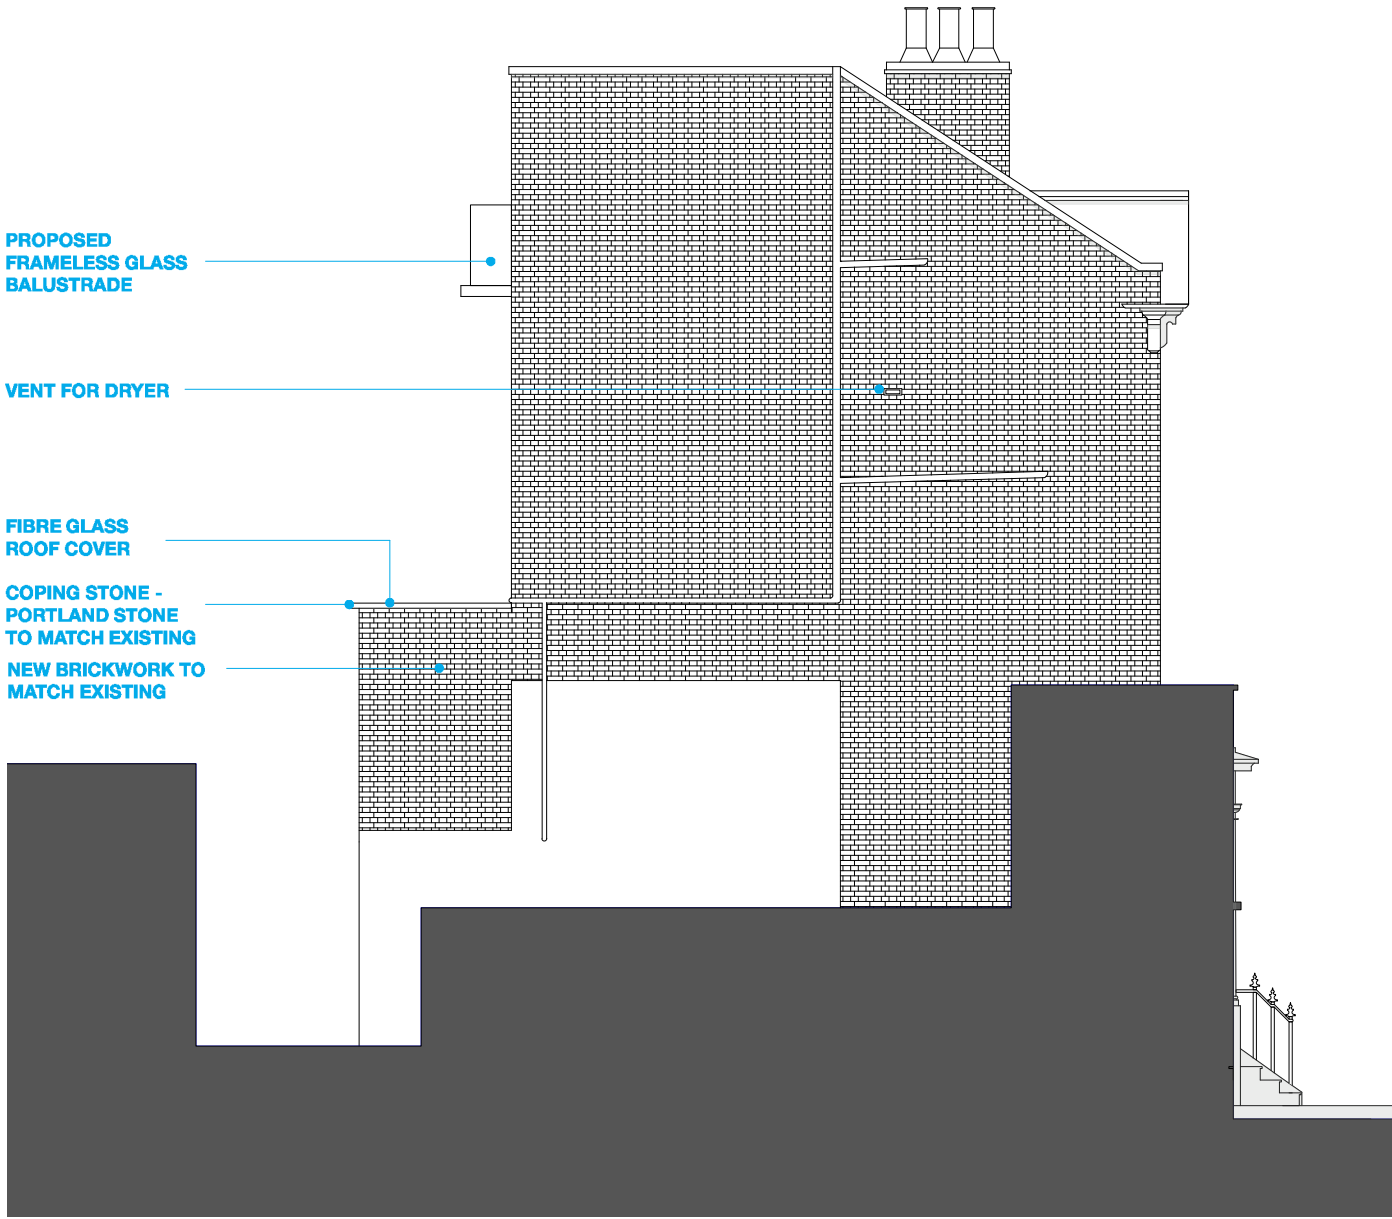 PROPOSED
FRAMELESS GLASS
BALUSTRADE
VENT FOR DRYER
FIBRE GLASS
ROOF COVER
COPING STONE -
PORTLAND STONE
TO MATCH EXISTING
NEW BRICKWORK TO
MATCH EXISTING